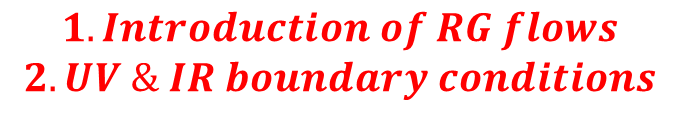 1. Introduction of RG flows
2. UV & IR boundary conditions